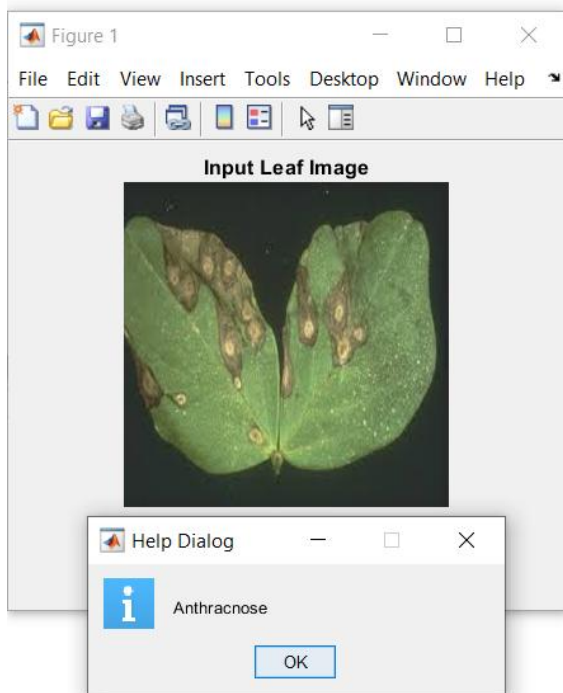 Figure 1
File Edit View Insert Tools Desktop Window Help
Input Leaf Image
Help Dialog
Anthracnose
OK